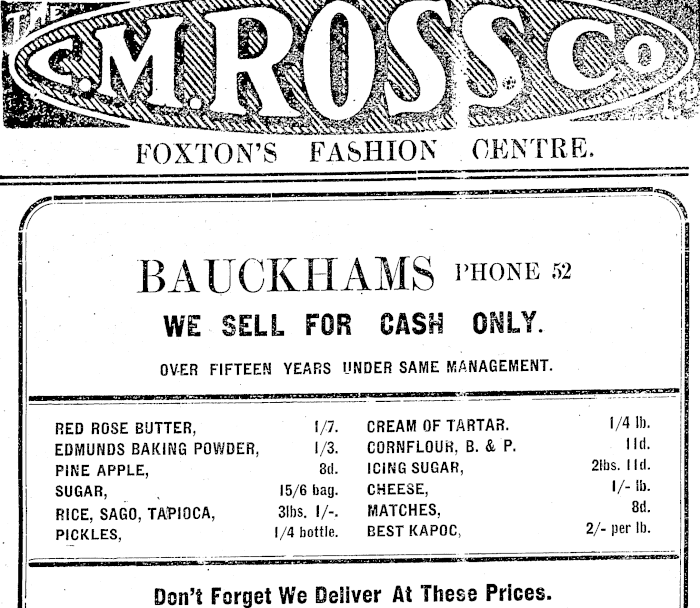 THE
C.M. ROSS Co
FOXTON'S FASHION CENTRE.
BAUCKHAMS PHONE 52
WE SELL FOR CASH ONLY.
OVER FIFTEEN YEARS UNDER SAME MANAGEMENT.
RED ROSE BUTTER, 1/7. CREAM OF TARTAR. 1/4 lb.
EDMUNDS BAKING POWDER, 1/3. CORNFLOUR, B. & P. 11d.
PINE APPLE, 8d. ICING SUGAR, 2lbs. 11d.
SUGAR, 15/6 bag. CHEESE, 1/- lb.
RICE, SAGO, TAPIOCA, 3lbs. 1/-. MATCHES, 8d.
PICKLES, 1/4 bottle. BEST KAPOC, 2/- per lb.
Don't Forget We Deliver At These Prices.